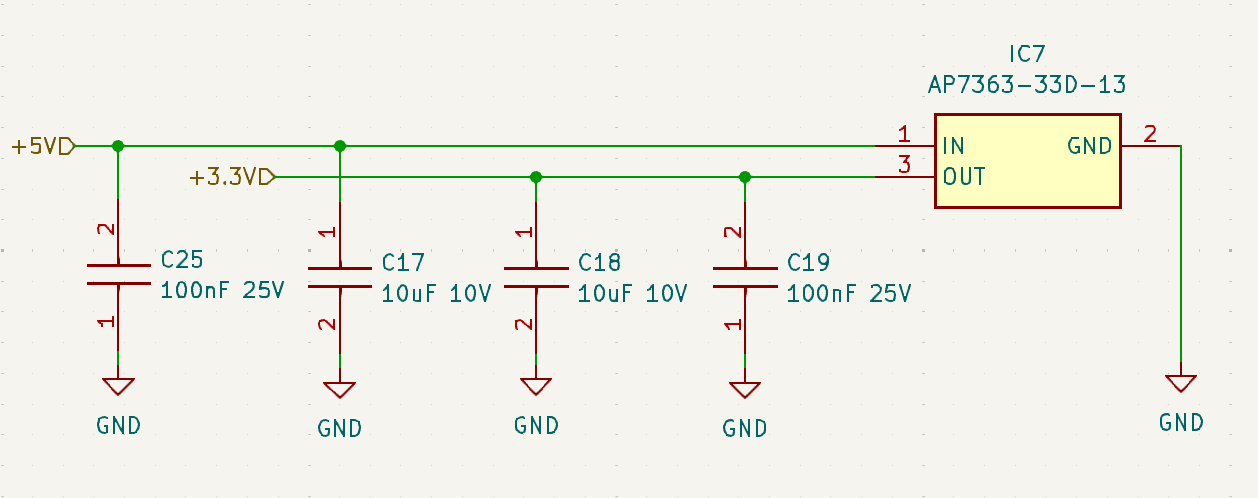 IC7
AP7363-33D-13
+5V
1
IN
GND
2
+3.3V
3
OUT
2
C25
100nF 25V
1
GND
1
C17
10uF 10V
2
GND
1
C18
10uF 10V
2
GND
2
C19
100nF 25V
1
GND
GND